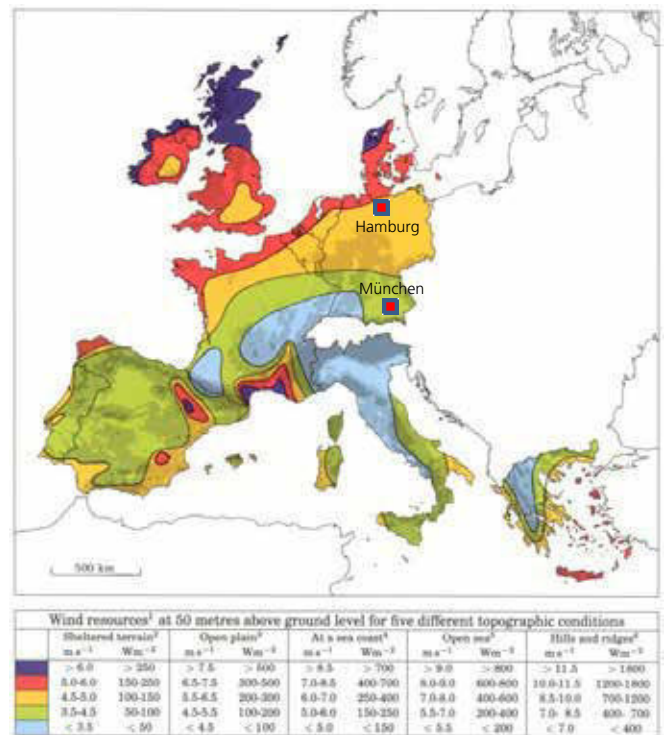 Hamburg
München
500 km
Wind resources¹ at 50 metres above ground level for five different topographic conditions
Sheltered terrain² Open plain³ At a sea coast⁴ Open sea⁵ Hills and ridges⁶
m s⁻¹ Wm⁻² m s⁻¹ Wm⁻² m s⁻¹ Wm⁻² m s⁻¹ Wm⁻² m s⁻¹ Wm⁻²
> 6.0 > 250 > 7.5 > 500 > 8.5 > 700 > 9.0 > 800 > 11.5 > 1800
5.0-6.0 150-250 6.5-7.5 300-500 7.0-8.5 400-700 8.0-9.0 600-800 10.0-11.5 1200-1800
4.5-5.0 100-150 5.5-6.5 200-300 6.0-7.0 250-400 7.0-8.0 400-600 8.5-10.0 700-1200
3.5-4.5 50-100 4.5-5.5 100-200 5.0-6.0 150-250 5.5-7.0 200-400 7.0- 8.5 400- 700
< 3.5 < 50 < 4.5 < 100 < 5.0 < 150 < 5.5 < 200 < 7.0 < 400